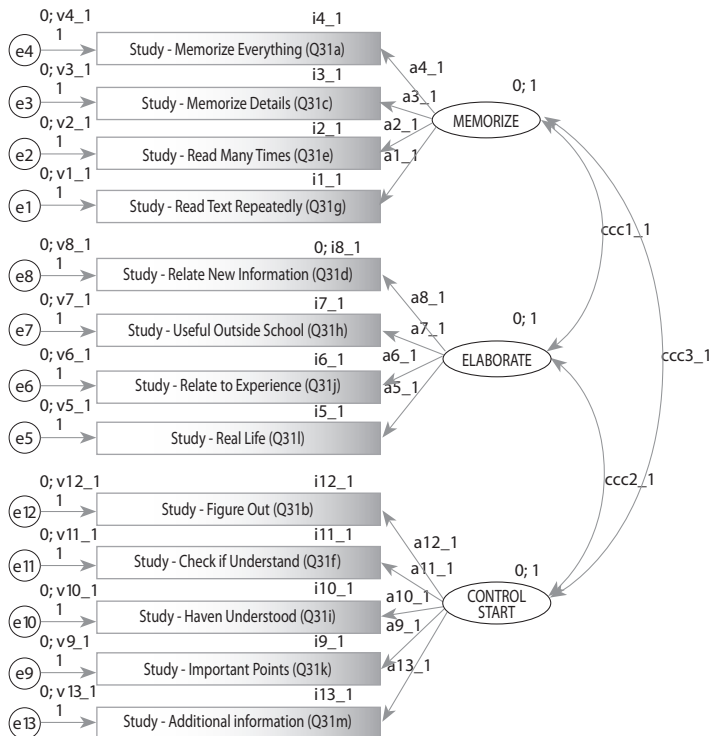 0; v4_1
i4_1
1
e4
Study - Memorize Everything (Q31a)
a4_1
0; v3_1
i3_1
1
e3
Study - Memorize Details (Q31c)
a3_1
0; 1
MEMORIZE
0; v2_1
i2_1
1
e2
Study - Read Many Times (Q31e)
a2_1
a1_1
0; v1_1
i1_1
1
e1
Study - Read Text Repeatedly (Q31g)
ccc1_1
0; v8_1
0; i8_1
1
e8
Study - Relate New Information (Q31d)
a8_1
0; v7_1
i7_1
1
e7
Study - Useful Outside School (Q31h)
a7_1
0; 1
ELABORATE
ccc3_1
0; v6_1
i6_1
1
e6
Study - Relate to Experience (Q31j)
a6_1
a5_1
0; v5_1
i5_1
1
e5
Study - Real Life (Q31l)
ccc2_1
0; v12_1
i12_1
1
e12
Study - Figure Out (Q31b)
a12_1
0; v11_1
i11_1
1
e11
Study - Check if Understand (Q31f)
a11_1
0; 1
CONTROL
START
0; v10_1
i10_1
1
e10
Study - Haven Understood (Q31i)
a10_1
a9_1
0; v9_1
i9_1
1
e9
Study - Important Points (Q31k)
a13_1
0; v13_1
i13_1
1
e13
Study - Additional information (Q31m)